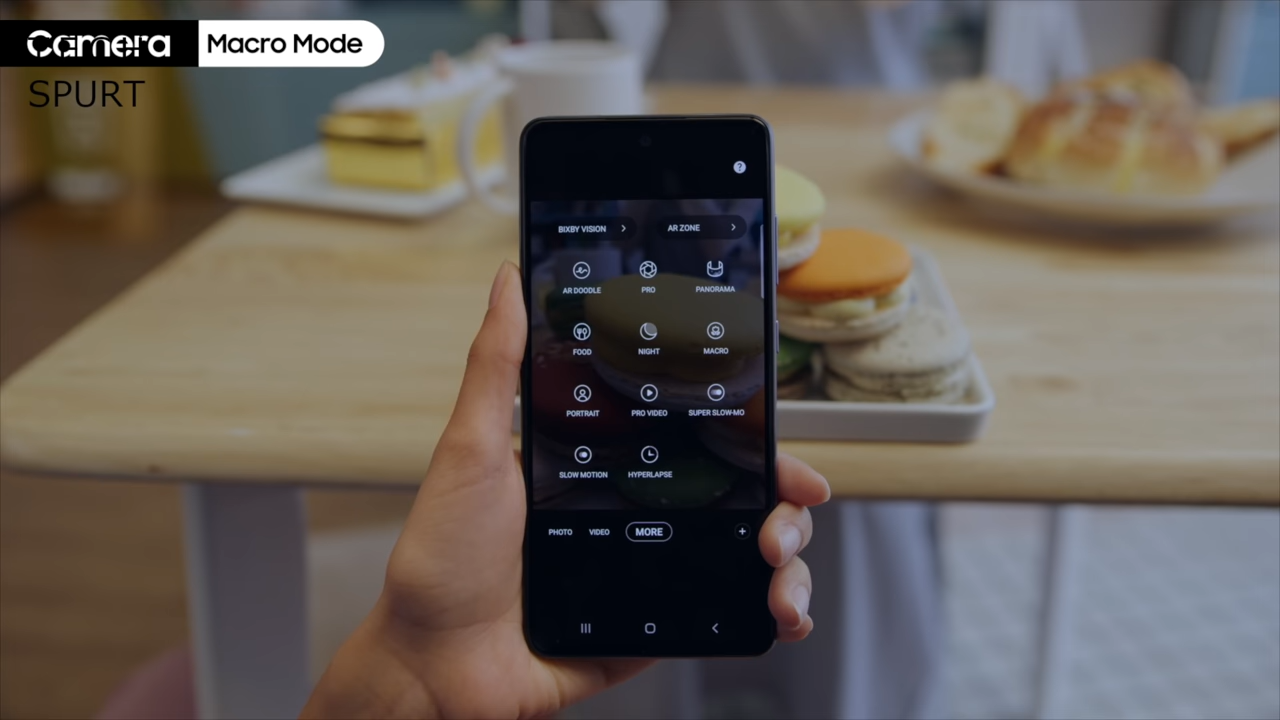 Camera Macro Mode
SPURT
BIXBY VISION AR ZONE
AR DOODLE PRO PANORAMA
FOOD NIGHT MACRO
PORTRAIT PRO VIDEO SUPER SLOW-MO
SLOW MOTION HYPERLAPSE
PHOTO VIDEO MORE